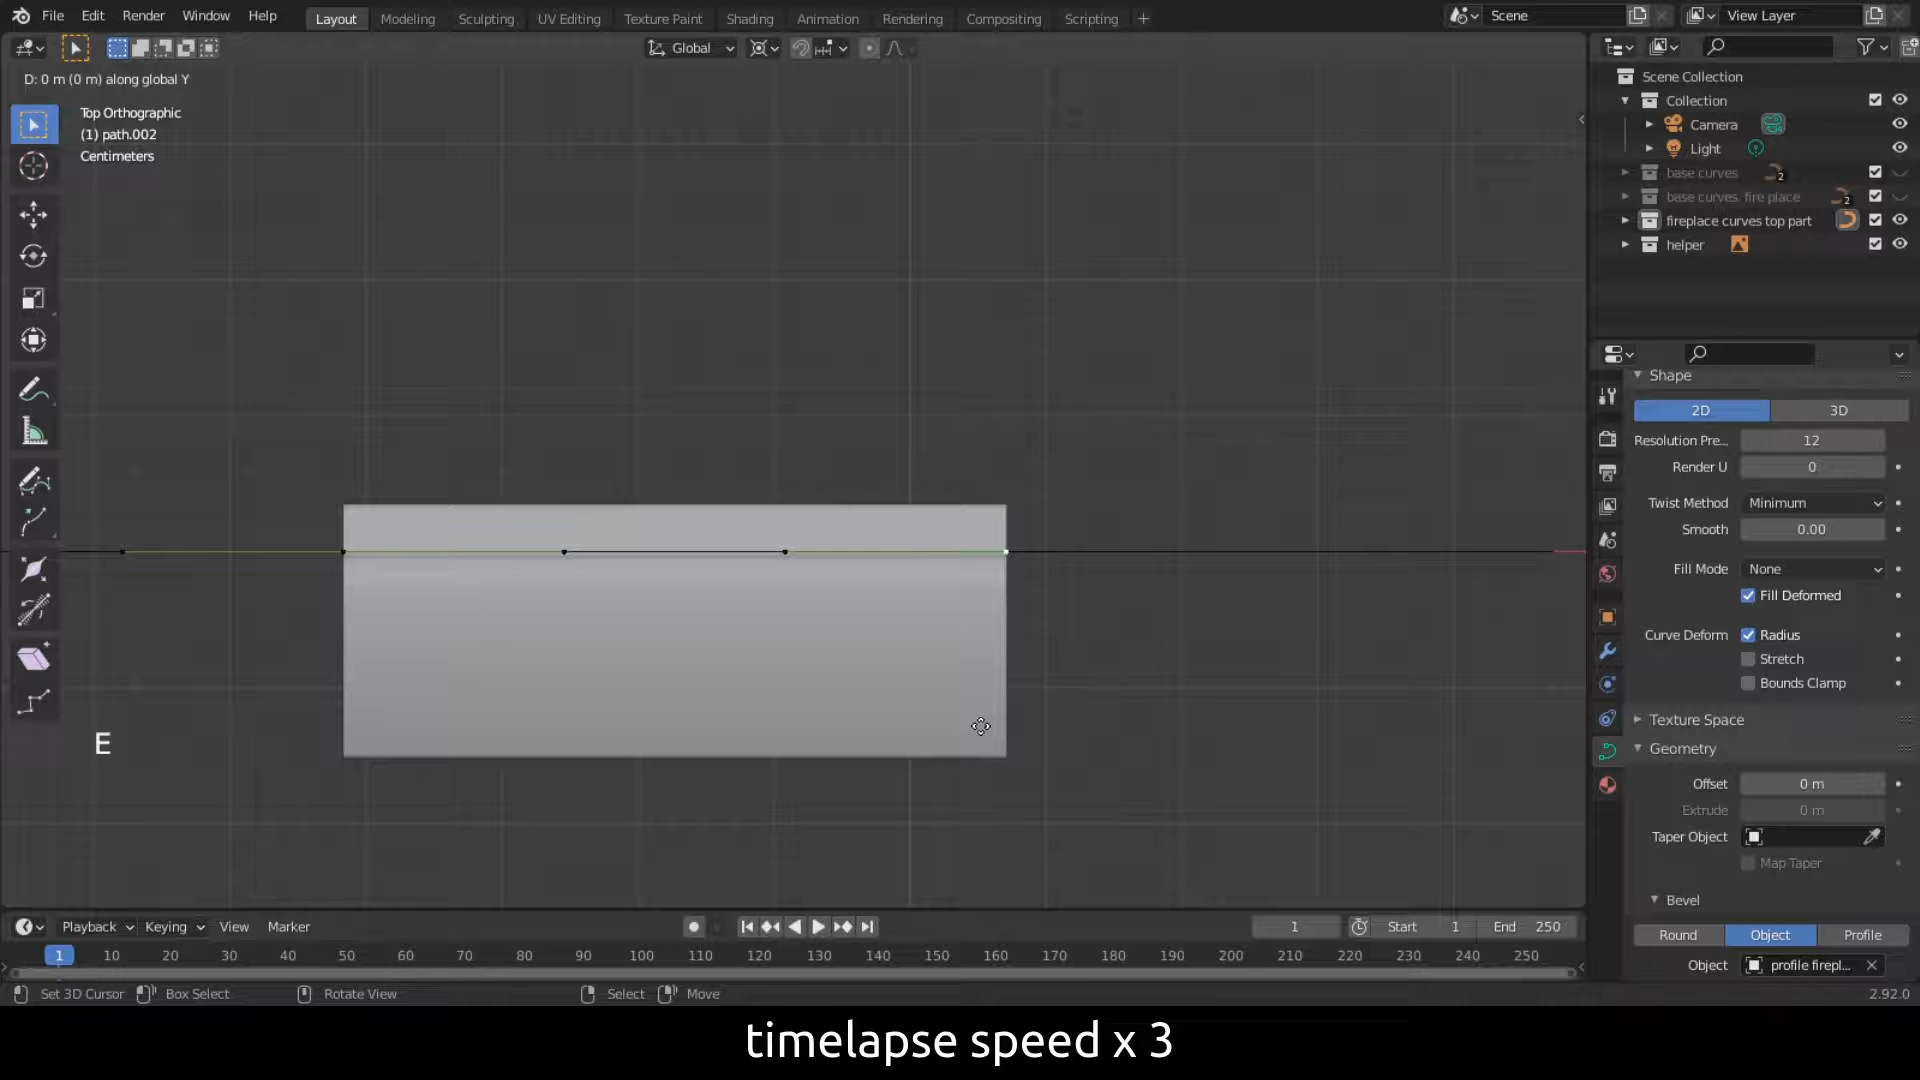 File Edit Render Window Help
Layout Modeling Sculpting UV Editing Texture Paint Shading Animation Rendering Compositing Scripting +
Scene
View Layer
Global
D: 0 m (0 m) along global Y
Top Orthographic
(1) path.002
Centimeters
Scene Collection
Collection
Camera
Light
base curves 2
base curves. fire place 2
fireplace curves top part
helper
Shape
2D 3D
Resolution Pre... 12
Render U 0
Twist Method Minimum
Smooth 0.00
Fill Mode None
Fill Deformed
Curve Deform Radius
Stretch
Bounds Clamp
Texture Space
Geometry
Offset 0 m
Extrude 0 m
Taper Object
Map Taper
Bevel
Round Object Profile
Object profile firepl...
E
Playback Keying View Marker
1 Start 1 End 250
1 10 20 30 40 50 60 70 80 90 100 110 120 130 140 150 160 170 180 190 200 210 220 230 240 250
Set 3D Cursor Box Select Rotate View Select Move 2.92.0
timelapse speed x 3